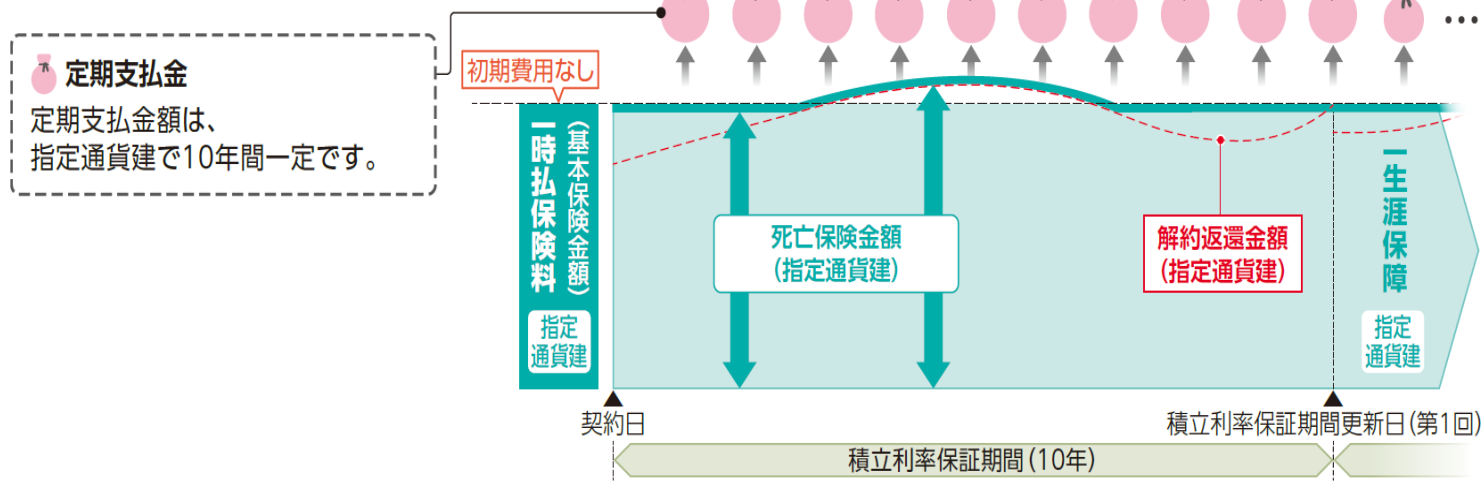 定期支払金
定期支払金額は、
指定通貨建で10年間一定です。
初期費用なし
…
一時払保険料
（基本保険金額）
指定
通貨建
死亡保険金額
（指定通貨建）
解約返還金額
（指定通貨建）
一生涯保障
指定
通貨建
契約日
積立利率保証期間更新日（第1回）
積立利率保証期間（10年）